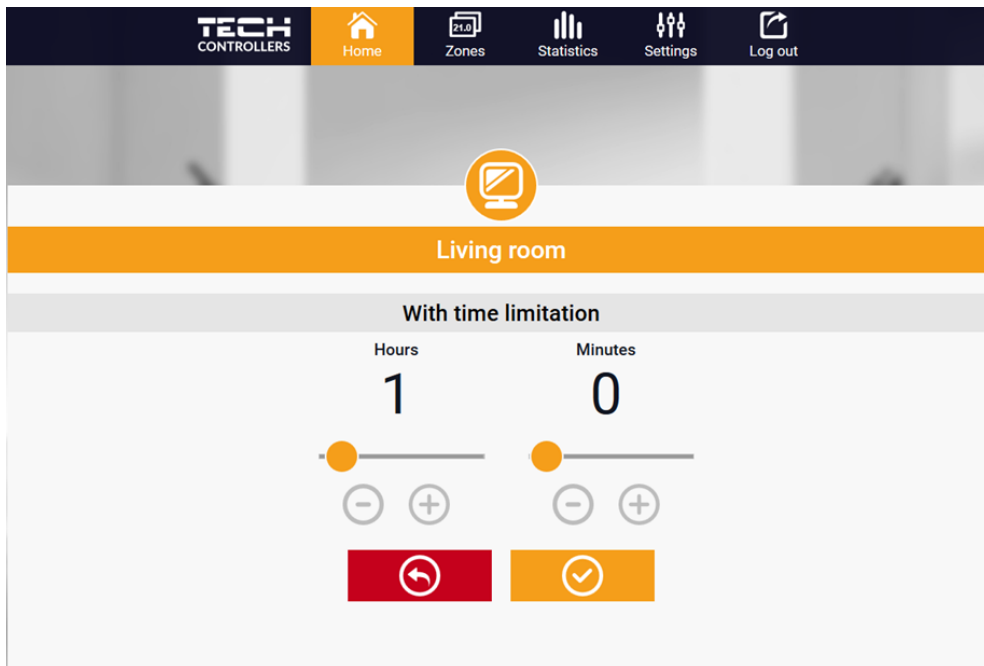 TECH
CONTROLLERS
Home
21.0
Zones
Statistics
Settings
Log out
Living room
With time limitation
Hours
Minutes
1
0